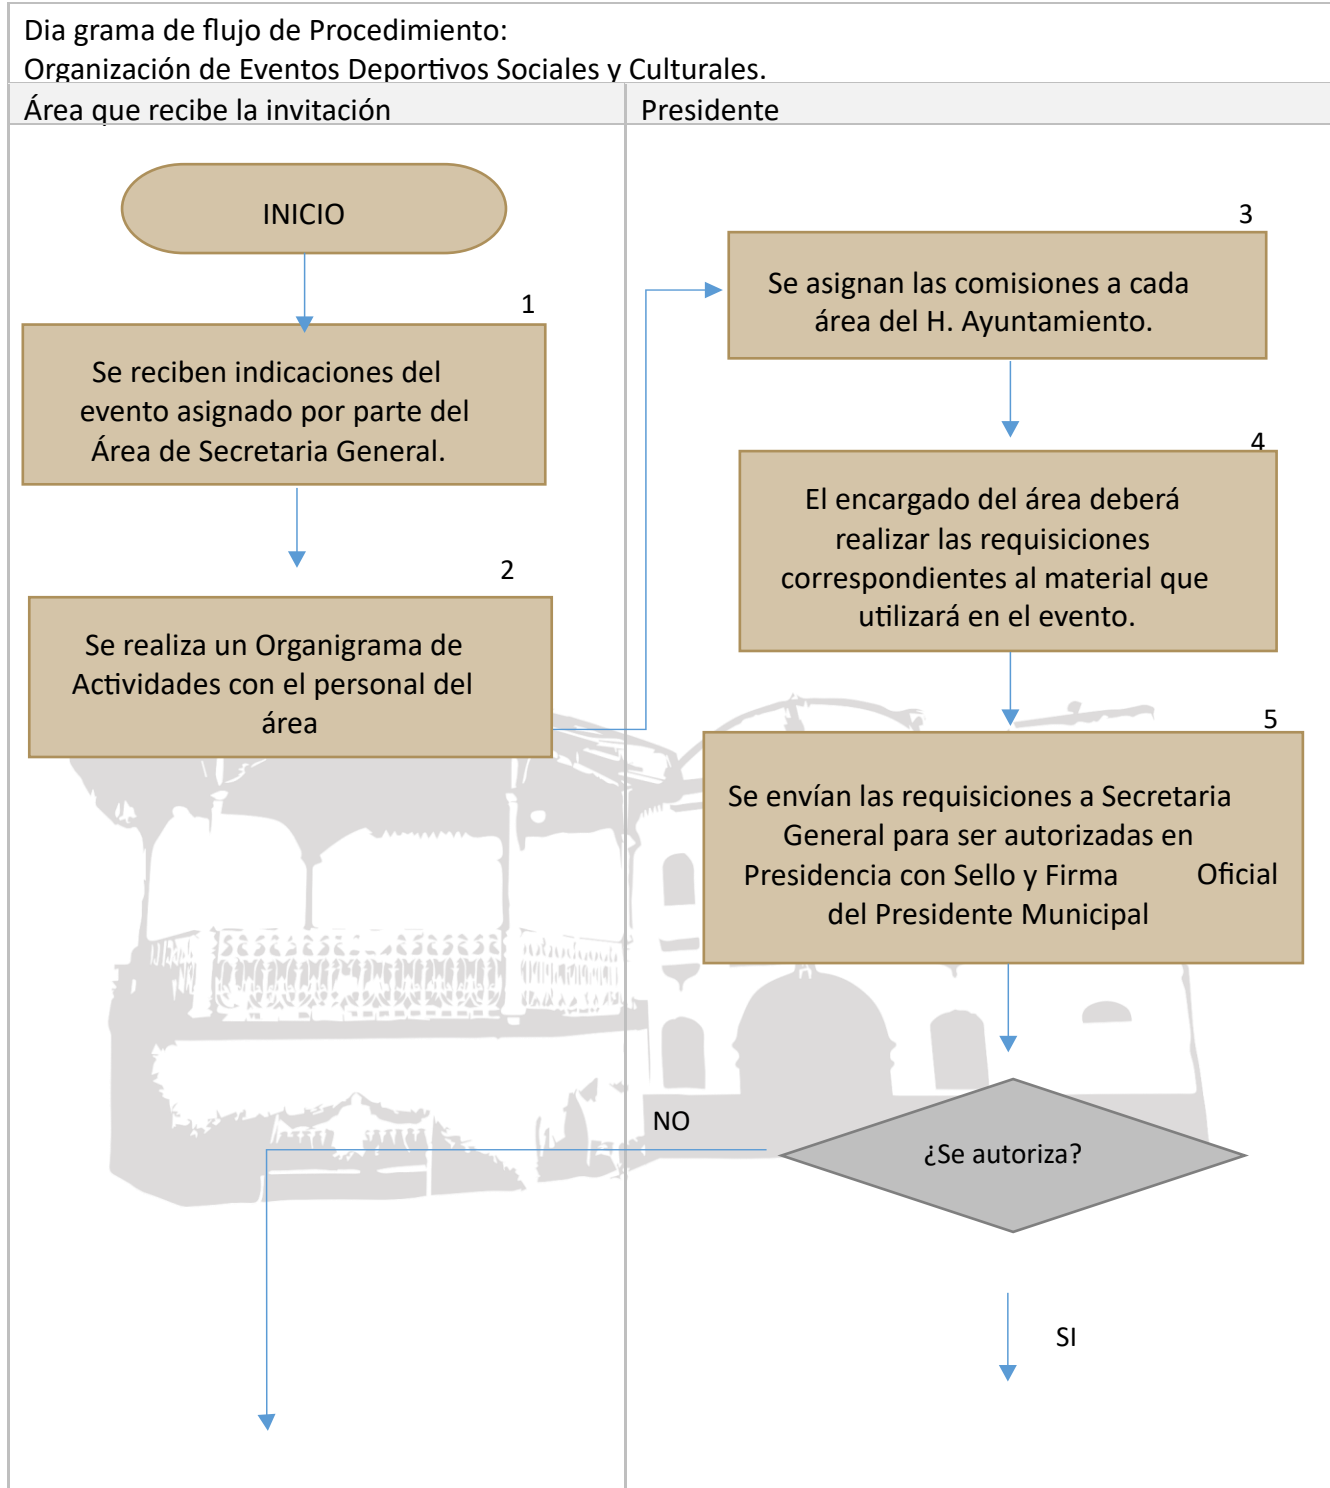 Dia grama de flujo de Procedimiento:
Organización de Eventos Deportivos Sociales y Culturales.
Área que recibe la invitación
Presidente
INICIO
1
Se reciben indicaciones del
evento asignado por parte del
Área de Secretaria General.
2
Se realiza un Organigrama de
Actividades con el personal del
área
3
Se asignan las comisiones a cada
área del H. Ayuntamiento.
4
El encargado del área deberá
realizar las requisiciones
correspondientes al material que
utilizará en el evento.
5
Se envían las requisiciones a Secretaria
General para ser autorizadas en
Presidencia con Sello y Firma Oficial
del Presidente Municipal
¿Se autoriza?
NO
SI